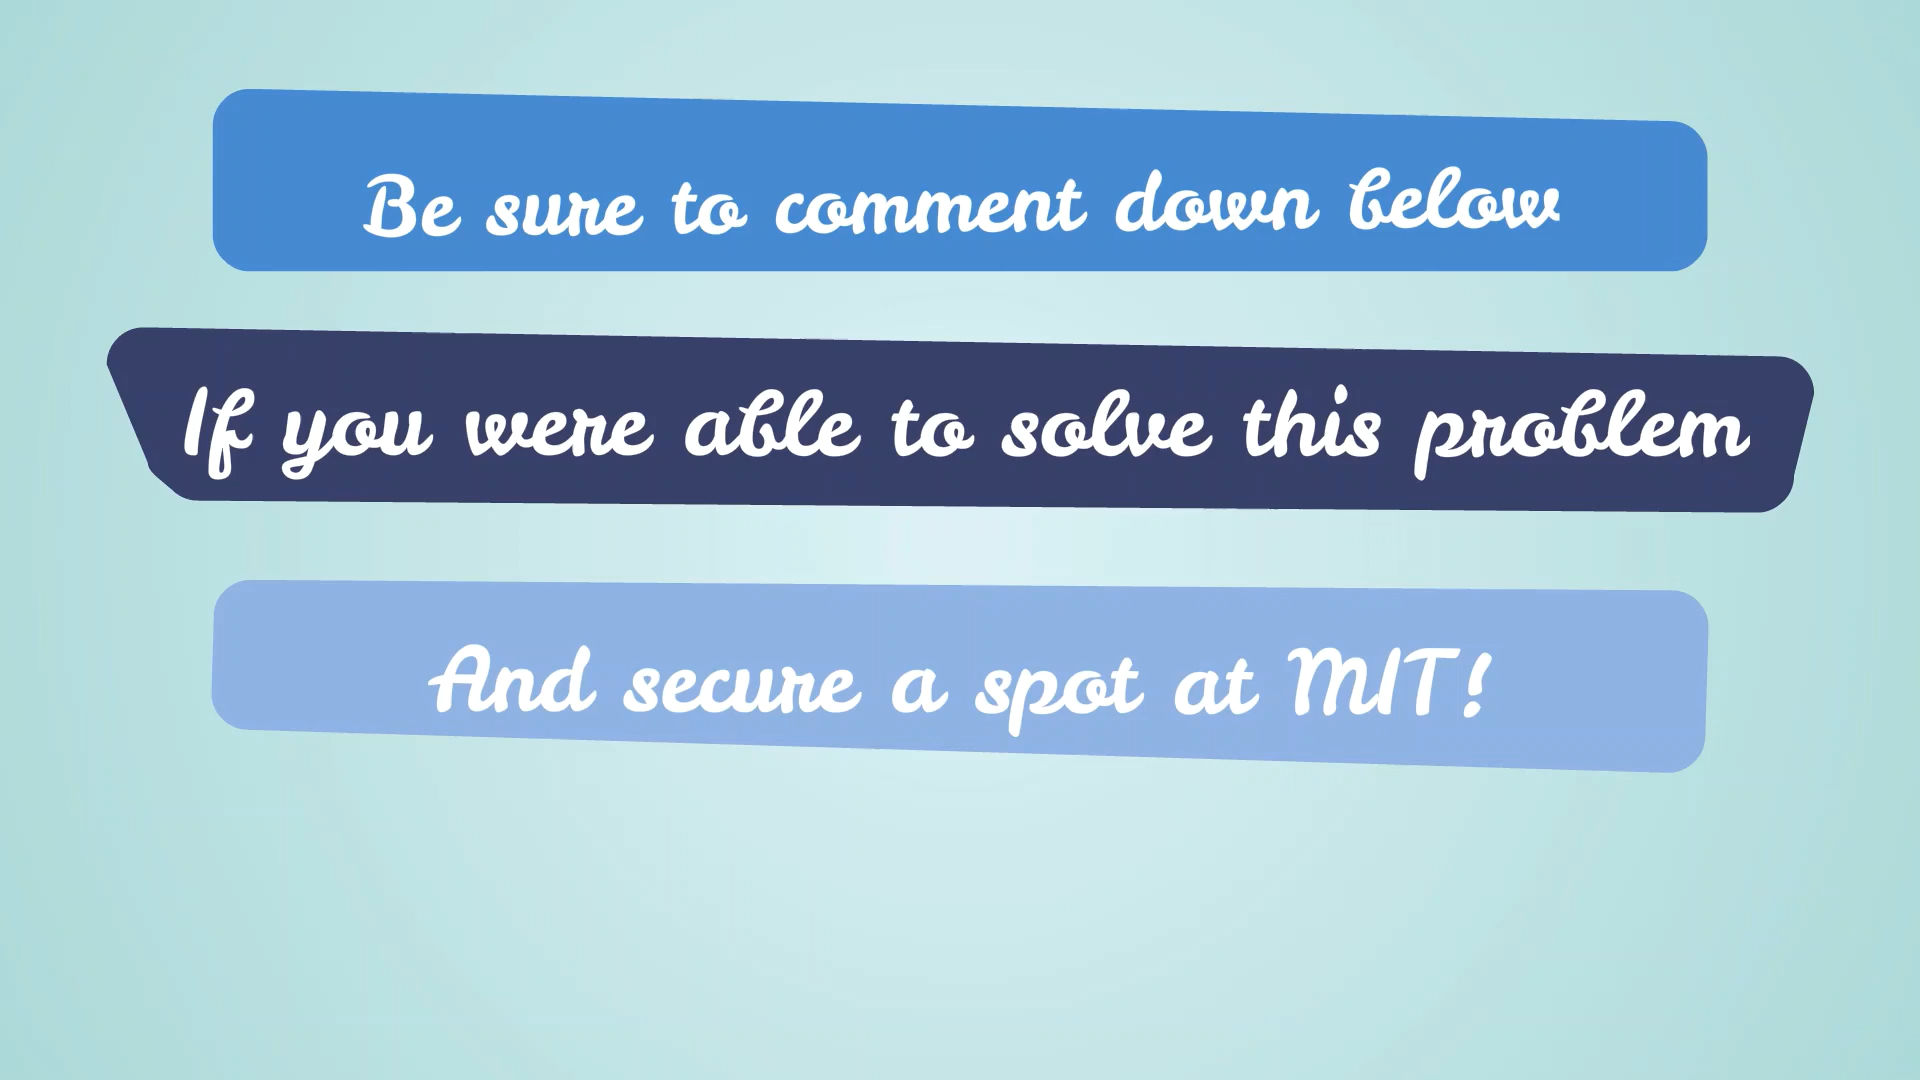 Be sure to comment down below
If you were able to solve this problem
And secure a spot at MIT!